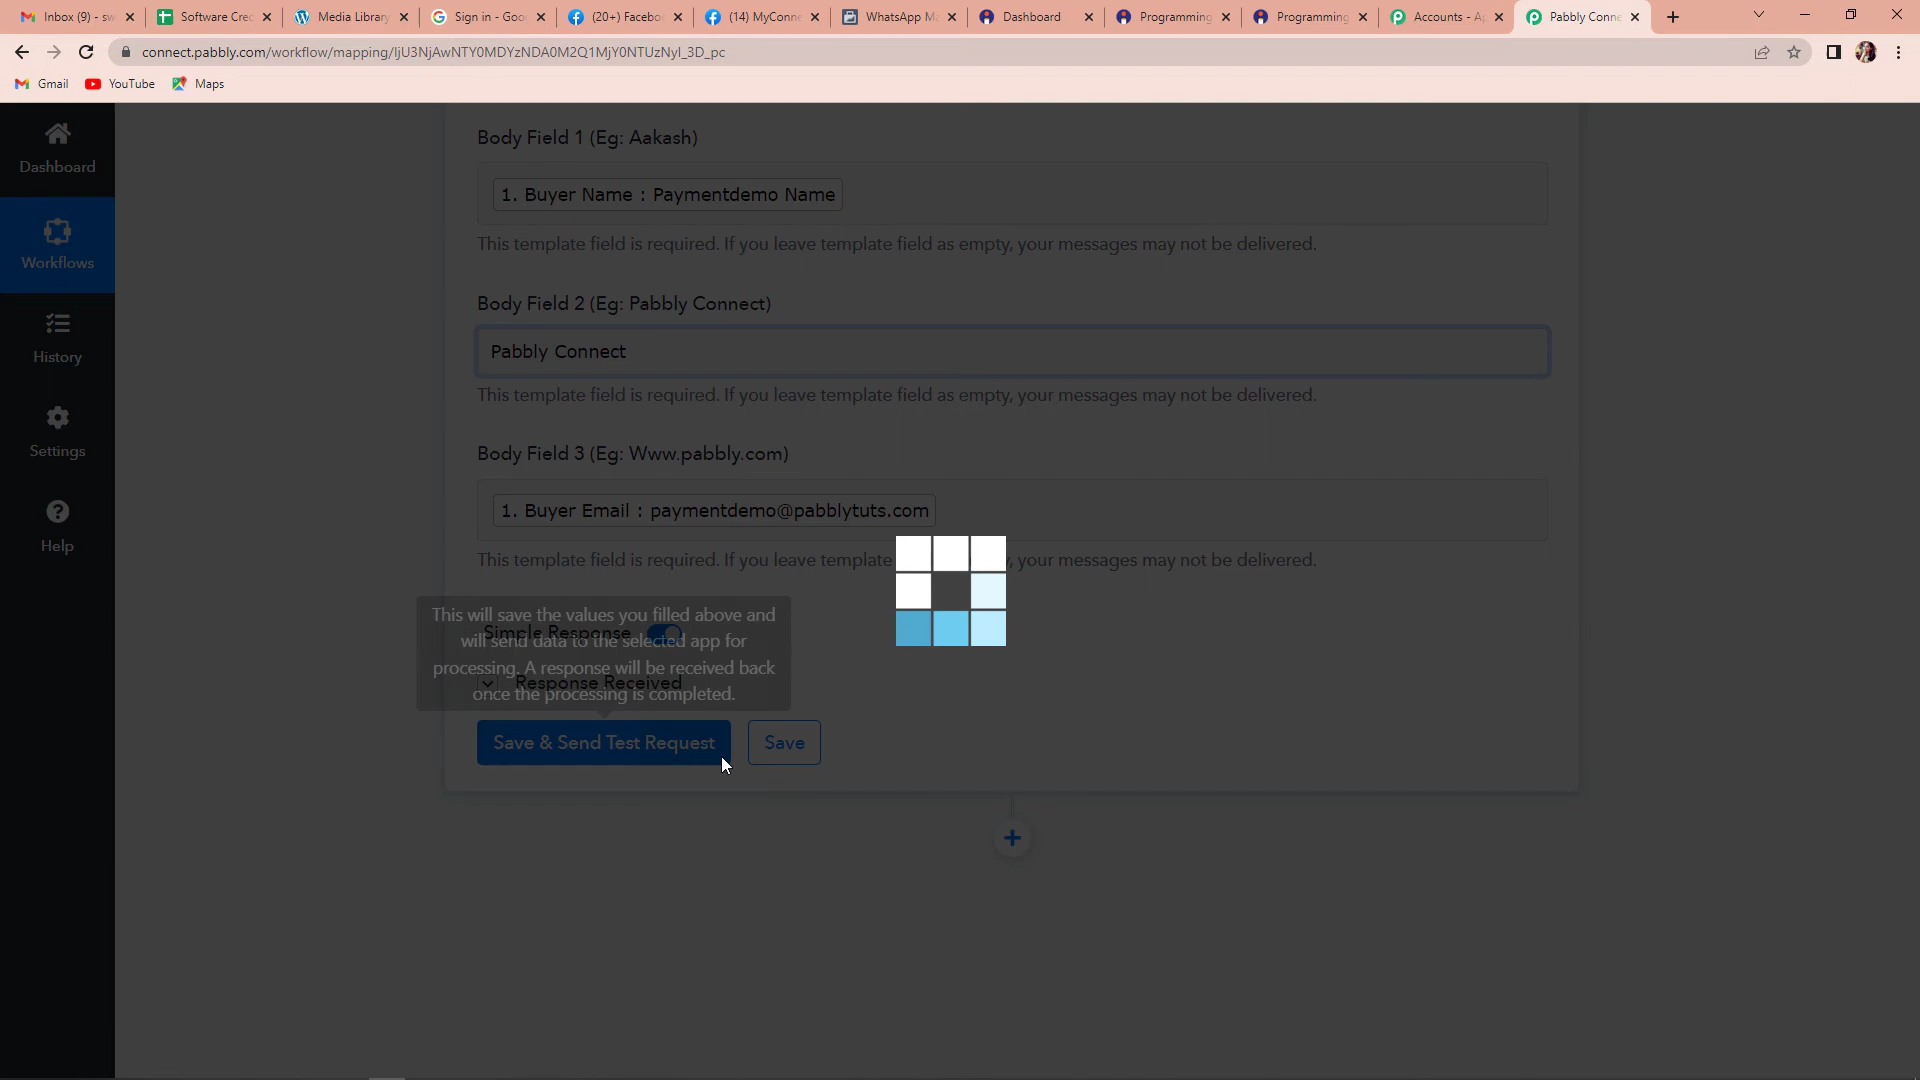 Inbox (9) - sw
Software Crec
Media Library
Sign in - Goo
(20+) Facebo
(14) MyConne
WhatsApp M
Dashboard
Programming
Programming
Accounts - A
Pabbly Conne
connect.pabbly.com/workflow/mapping/IjU3NjAwNTY0MDYzNDA0M2Q1MjY0NTUzNyI_3D_pc
Gmail
YouTube
Maps
Dashboard
Workflows
History
Settings
Help
Body Field 1 (Eg: Aakash)
1. Buyer Name : Paymentdemo Name
This template field is required. If you leave template field as empty, your messages may not be delivered.
Body Field 2 (Eg: Pabbly Connect)
Pabbly Connect
This template field is required. If you leave template field as empty, your messages may not be delivered.
Body Field 3 (Eg: Www.pabbly.com)
1. Buyer Email : paymentdemo@pabblytuts.com
This template field is required. If you leave template , your messages may not be delivered.
This will save the values you filled above and
will send data to the selected app for
processing. A response will be received back
once the processing is completed.
Simple Response
Response Received
Save & Send Test Request
Save